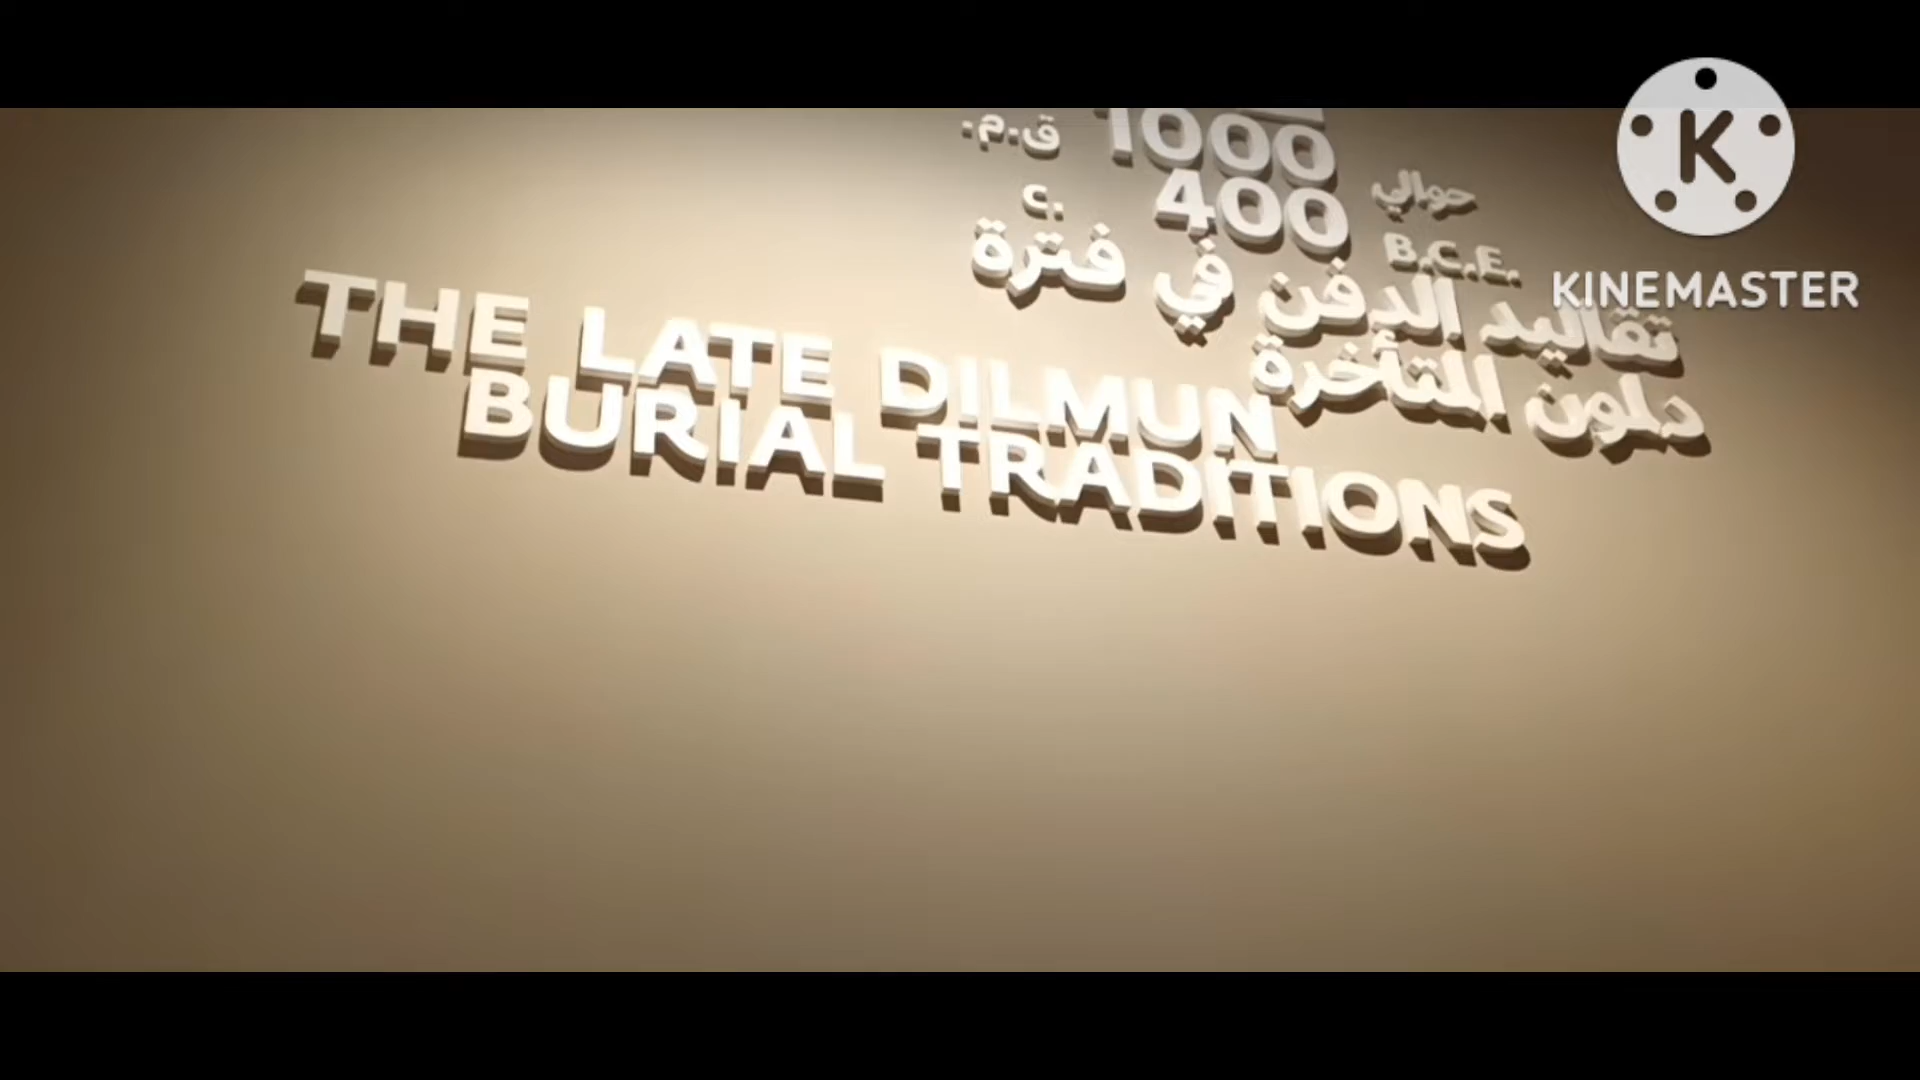 ق.م. 1000
c. 400 حوالي
B.C.E.
تقاليد الدفن في فترة
دلمون المتأخرة
THE LATE DILMUN
BURIAL TRADITIONS
K
KINEMASTER